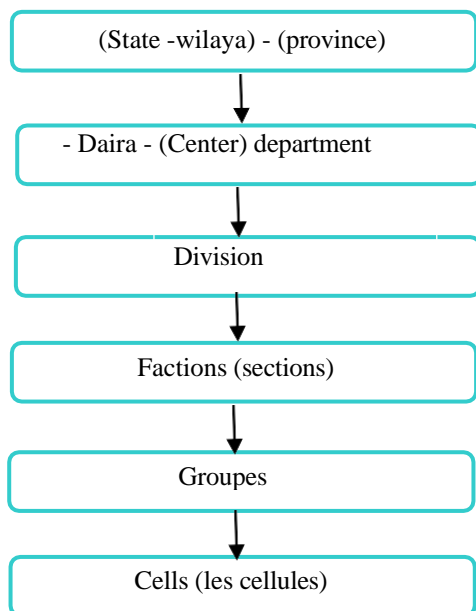 (State -wilaya) - (province)
- Daira - (Center) department
Division
Factions (sections)
Groupes
Cells (les cellules)